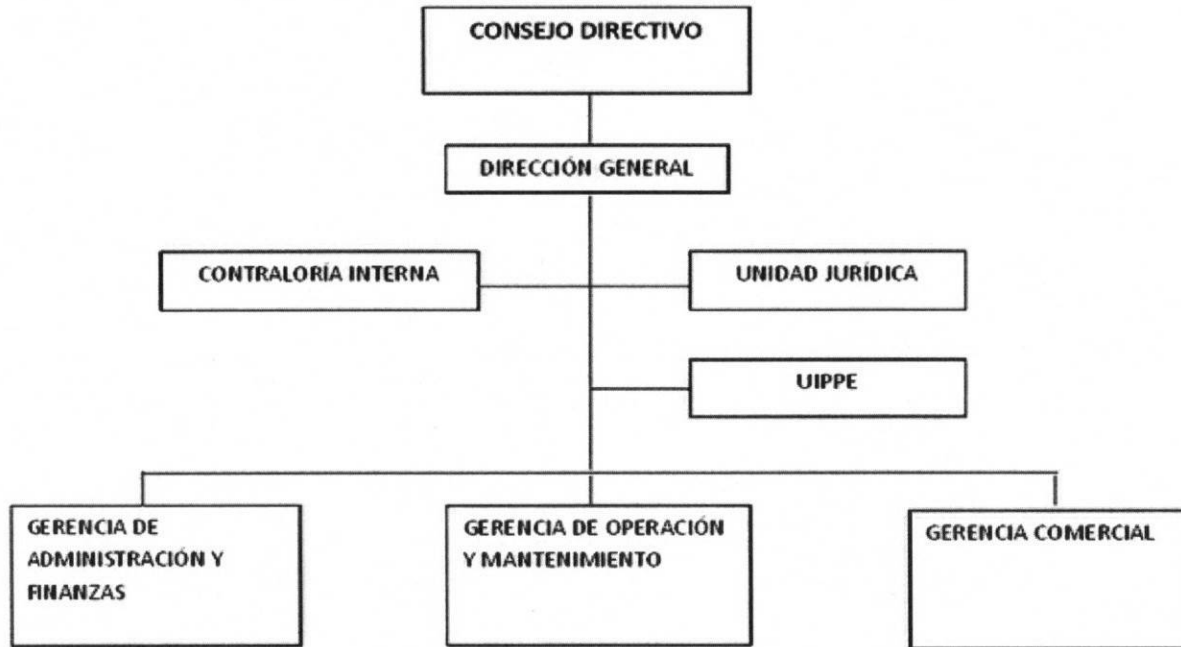 CONSEJO DIRECTIVO
DIRECCIÓN GENERAL
CONTRALORÍA INTERNA
UNIDAD JURÍDICA
UIPPE
GERENCIA DE
ADMINISTRACIÓN Y
FINANZAS
GERENCIA DE OPERACIÓN
Y MANTENIMIENTO
GERENCIA COMERCIAL